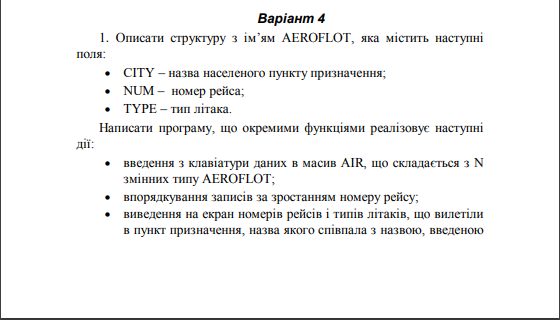 Варіант 4
1. Описати структуру з ім’ям AEROFLOT, яка містить наступні
поля:
• CITY – назва населеного пункту призначення;
• NUM – номер рейса;
• TYPE – тип літака.
Написати програму, що окремими функціями реалізовує наступні
дії:
• введення з клавіатури даних в масив AIR, що складається з N
змінних типу AEROFLOT;
• впорядкування записів за зростанням номеру рейсу;
• виведення на екран номерів рейсів і типів літаків, що вилетіли
в пункт призначення, назва якого співпала з назвою, введеною